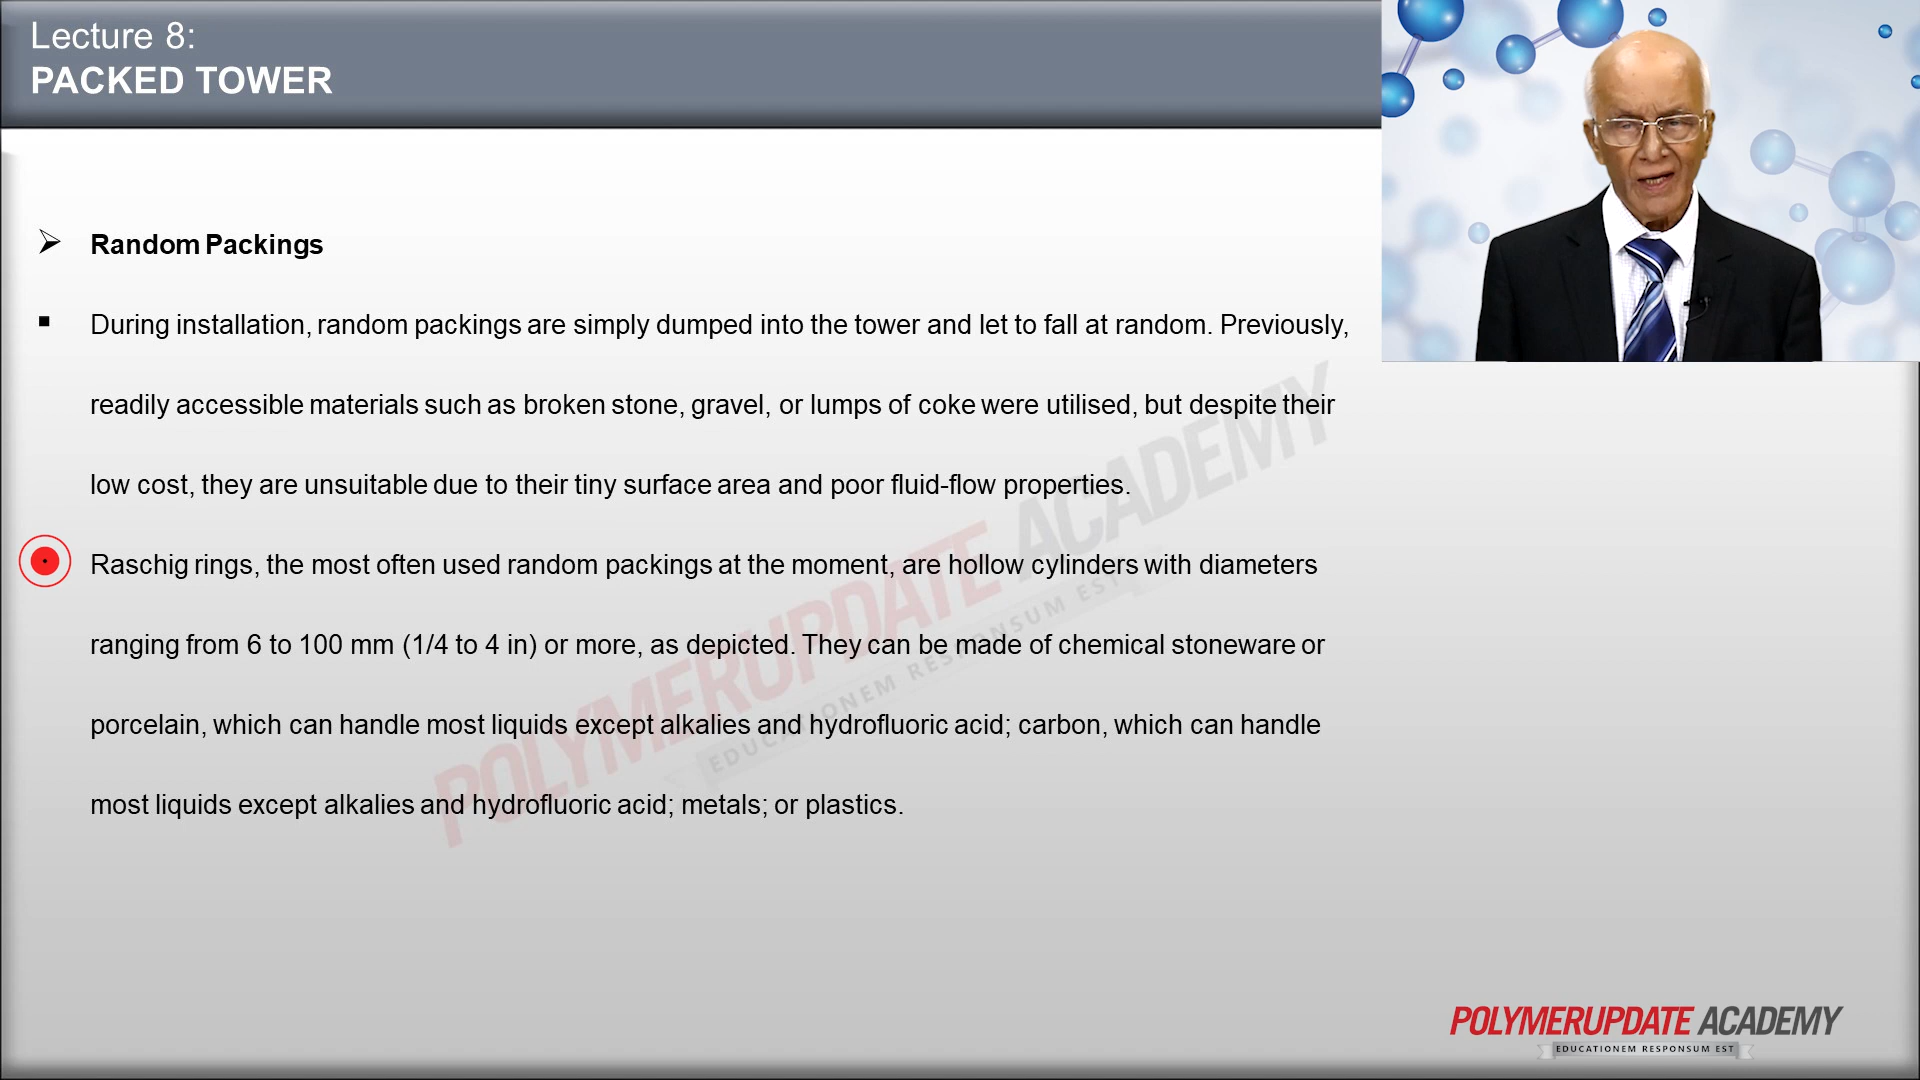 Lecture 8:
PACKED TOWER
Random Packings
During installation, random packings are simply dumped into the tower and let to fall at random. Previously,
readily accessible materials such as broken stone, gravel, or lumps of coke were utilised, but despite their
low cost, they are unsuitable due to their tiny surface area and poor fluid-flow properties.
Raschig rings, the most often used random packings at the moment, are hollow cylinders with diameters
ranging from 6 to 100 mm (1/4 to 4 in) or more, as depicted. They can be made of chemical stoneware or
porcelain, which can handle most liquids except alkalies and hydrofluoric acid; carbon, which can handle
most liquids except alkalies and hydrofluoric acid; metals; or plastics.
POLYMERUPDATE ACADEMY
EDUCATIONEM RESPONSUM EST
POLYMERUPDATE ACADEMY
EDUCATIONEM RESPONSUM EST